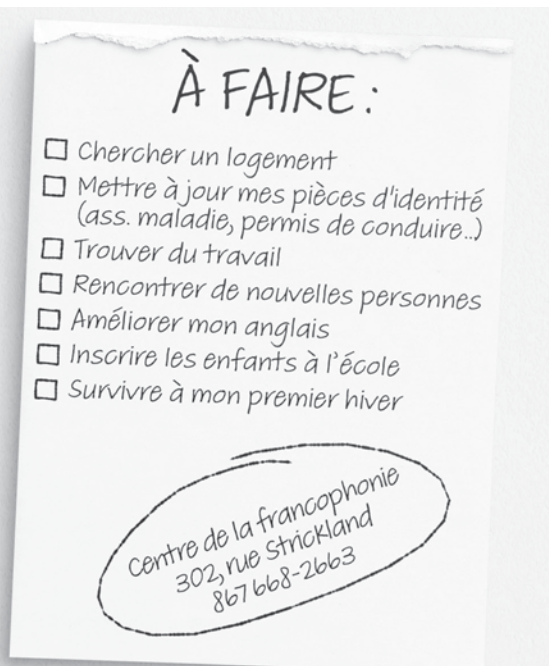 À FAIRE :
Chercher un logement
Mettre à jour mes pièces d'identité
(ass. maladie, permis de conduire...)
Trouver du travail
Rencontrer de nouvelles personnes
Améliorer mon anglais
Inscrire les enfants à l'école
Survivre à mon premier hiver
Centre de la francophonie
302, rue Strickland
867 668-2663